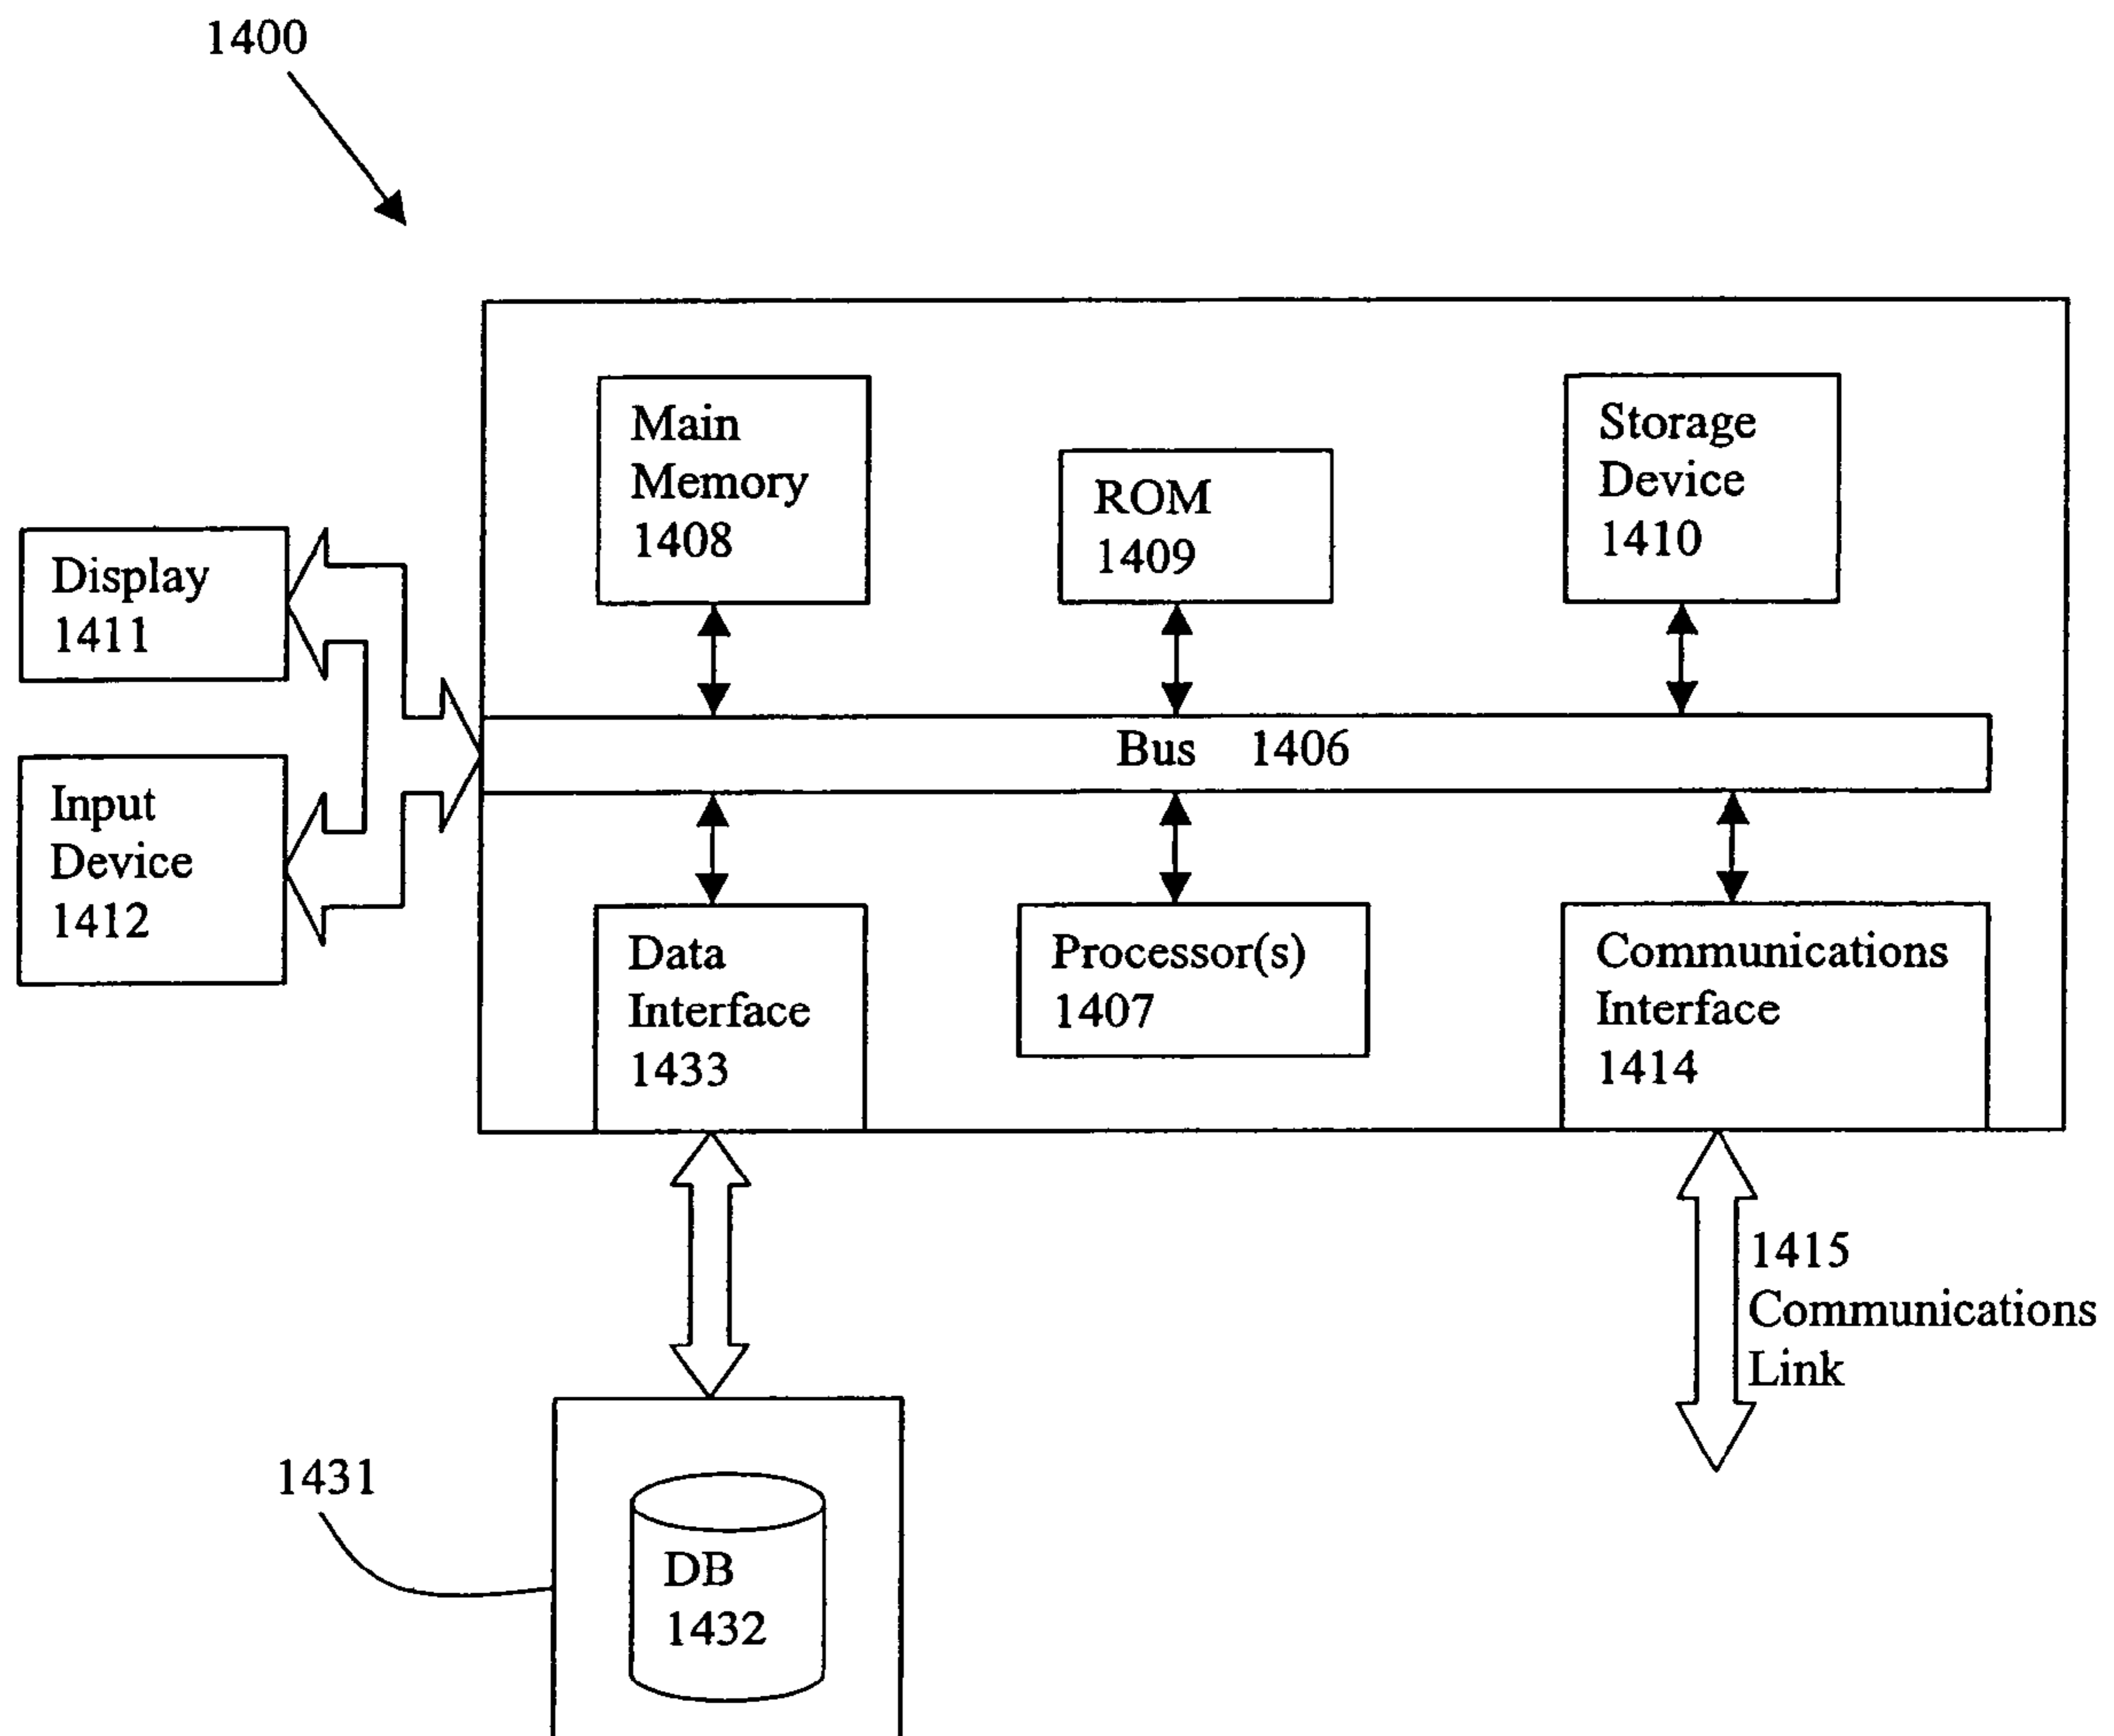 1400
Main
Memory
1408
ROM
1409
Storage
Device
1410
Display
1411
Bus 1406
Input
Device
1412
Data
Interface
1433
Processor(s)
1407
Communications
Interface
1414
1415
Communications
Link
1431
DB
1432